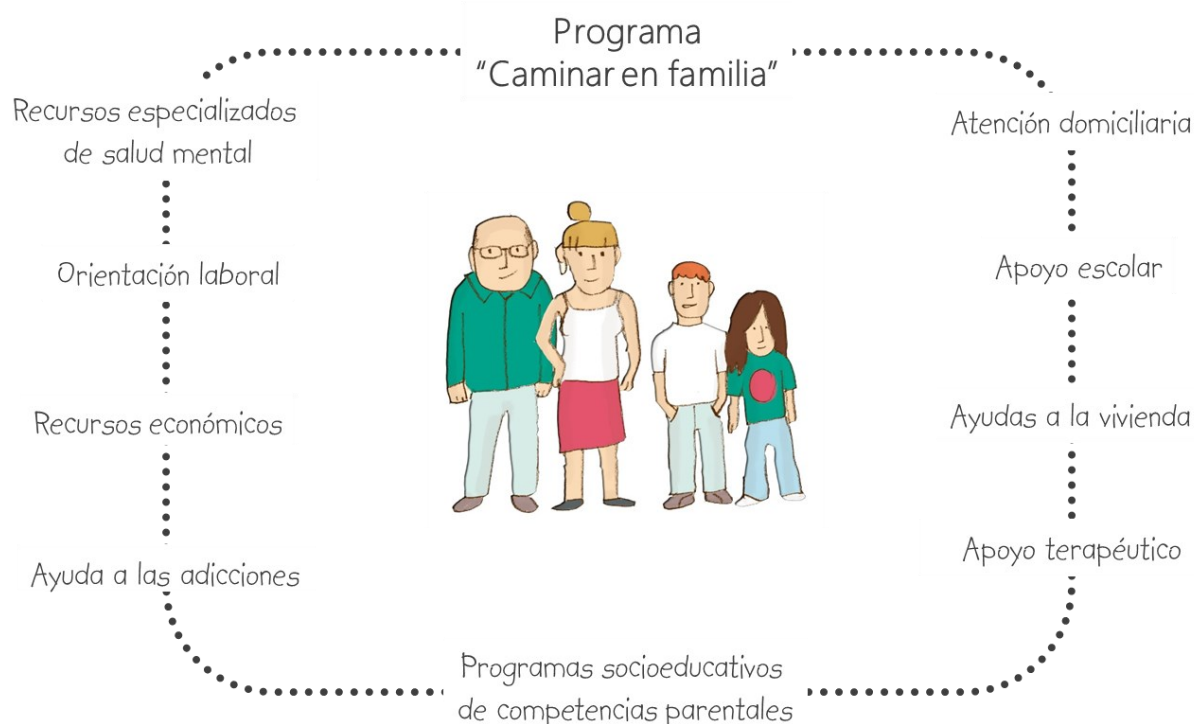 Programa
“Caminar en familia”
Recursos especializados
de salud mental
Atención domiciliaria
Orientación laboral
Apoyo escolar
Recursos económicos
Ayudas a la vivienda
Ayuda a las adicciones
Apoyo terapéutico
Programas socioeducativos
de competencias parentales